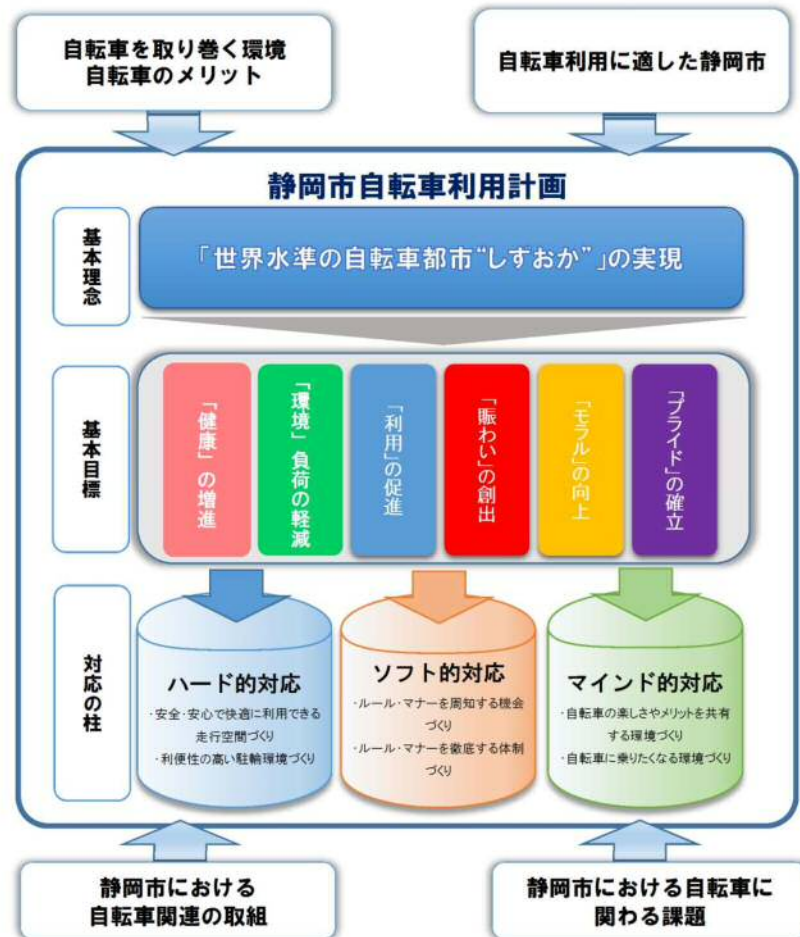 自転車を取り巻く環境
自転車のメリット
自転車利用に適した静岡市
静岡市自転車利用計画
基本理念
「世界水準の自転車都市“しずおか”」の実現
基本目標
「健康」の増進
「環境」負荷の軽減
「利用」の促進
「賑わい」の創出
「モラル」の向上
「プライド」の確立
対応の柱
ハード的対応
・安全・安心で快適に利用できる
走行空間づくり
・利便性の高い駐輪環境づくり
ソフト的対応
・ルール・マナーを周知する機会
づくり
・ルール・マナーを徹底する体制
づくり
マインド的対応
・自転車の楽しさやメリットを共有
する環境づくり
・自転車に乗りたくなる環境づくり
静岡市における
自転車関連の取組
静岡市における自転車に
関わる課題